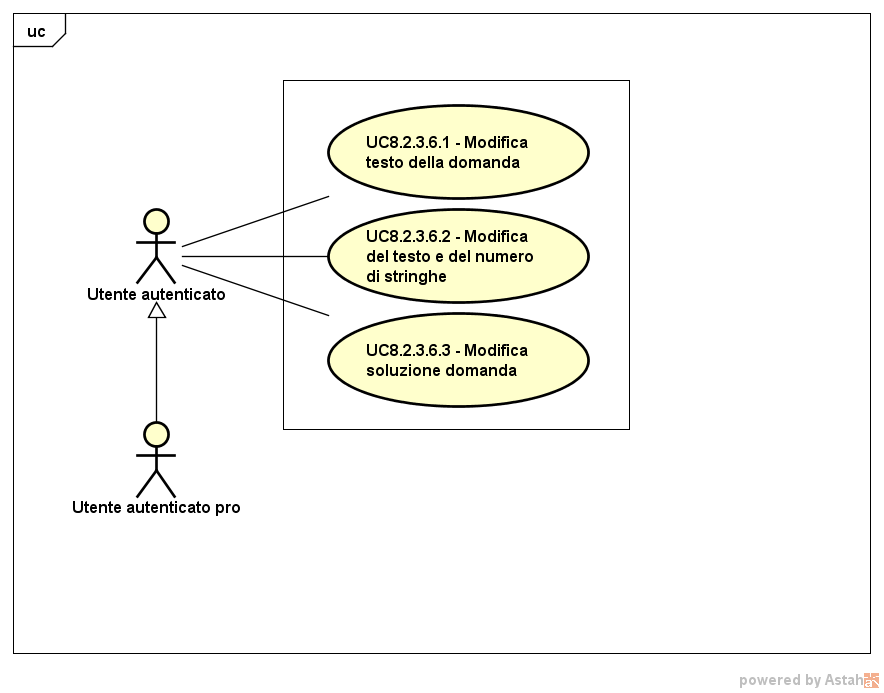 uc
UC8.2.3.6.1 - Modifica
testo della domanda
UC8.2.3.6.2 - Modifica
del testo e del numero
di stringhe
Utente autenticato
UC8.2.3.6.3 - Modifica
soluzione domanda
Utente autenticato pro
powered by Astah